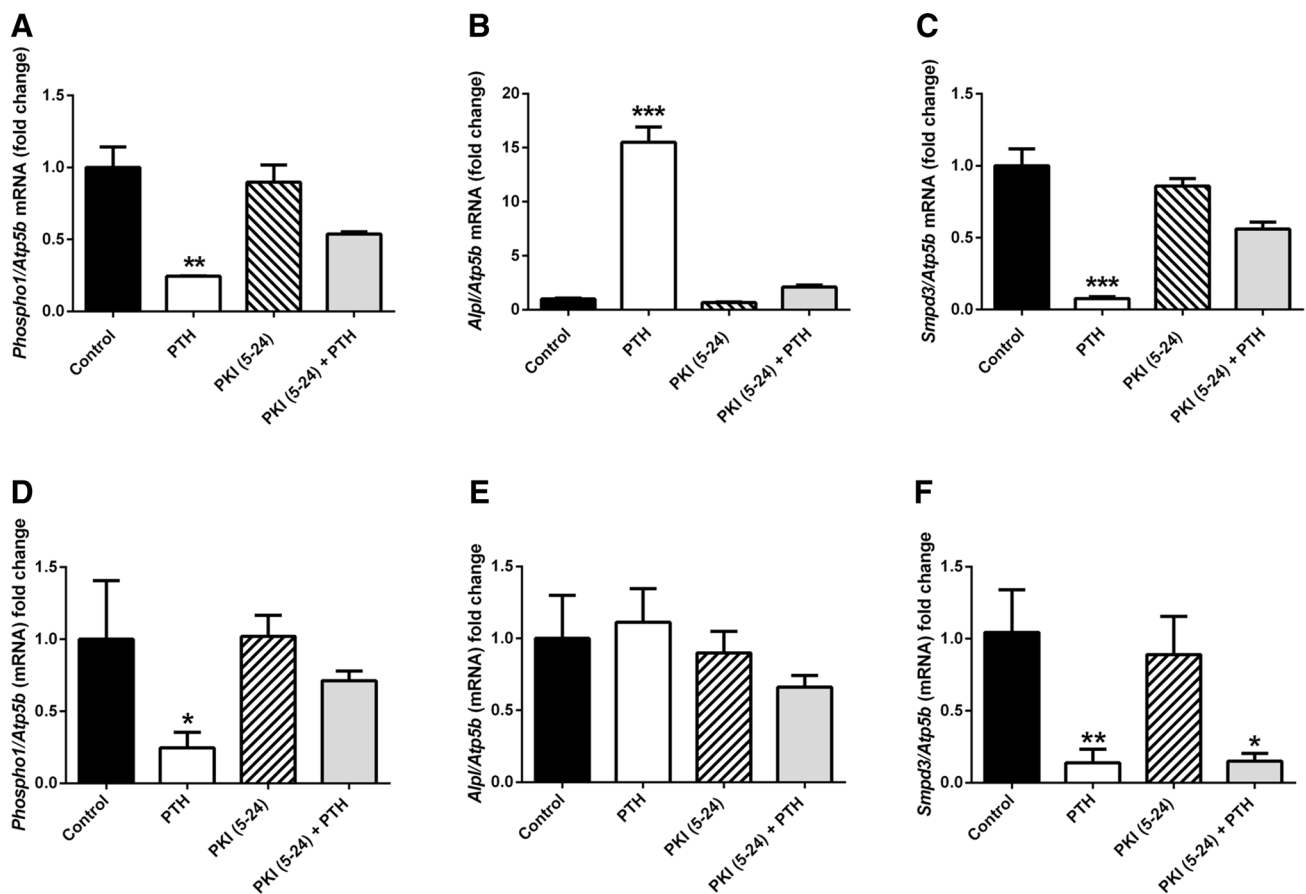 A
Phospho1/Atp5b mRNA (fold change)
1.5
1.0
0.5
0.0
**
Control
PTH
PKI (5-24)
PKI (5-24) + PTH
B
Alpl/Atp5b mRNA (fold change)
20
15
10
5
0
***
Control
PTH
PKI (5-24)
PKI (5-24) + PTH
C
Smpd3/Atp5b mRNA (fold change)
1.5
1.0
0.5
0.0
***
Control
PTH
PKI (5-24)
PKI (5-24) + PTH
D
Phospho1/Atp5b (mRNA) fold change
1.5
1.0
0.5
0.0
*
Control
PTH
PKI (5-24)
PKI (5-24) + PTH
E
Alpl/Atp5b (mRNA) fold change
1.5
1.0
0.5
0.0
Control
PTH
PKI (5-24)
PKI (5-24) + PTH
F
Smpd3/Atp5b (mRNA) fold change
1.5
1.0
0.5
0.0
**
*
Control
PTH
PKI (5-24)
PKI (5-24) + PTH